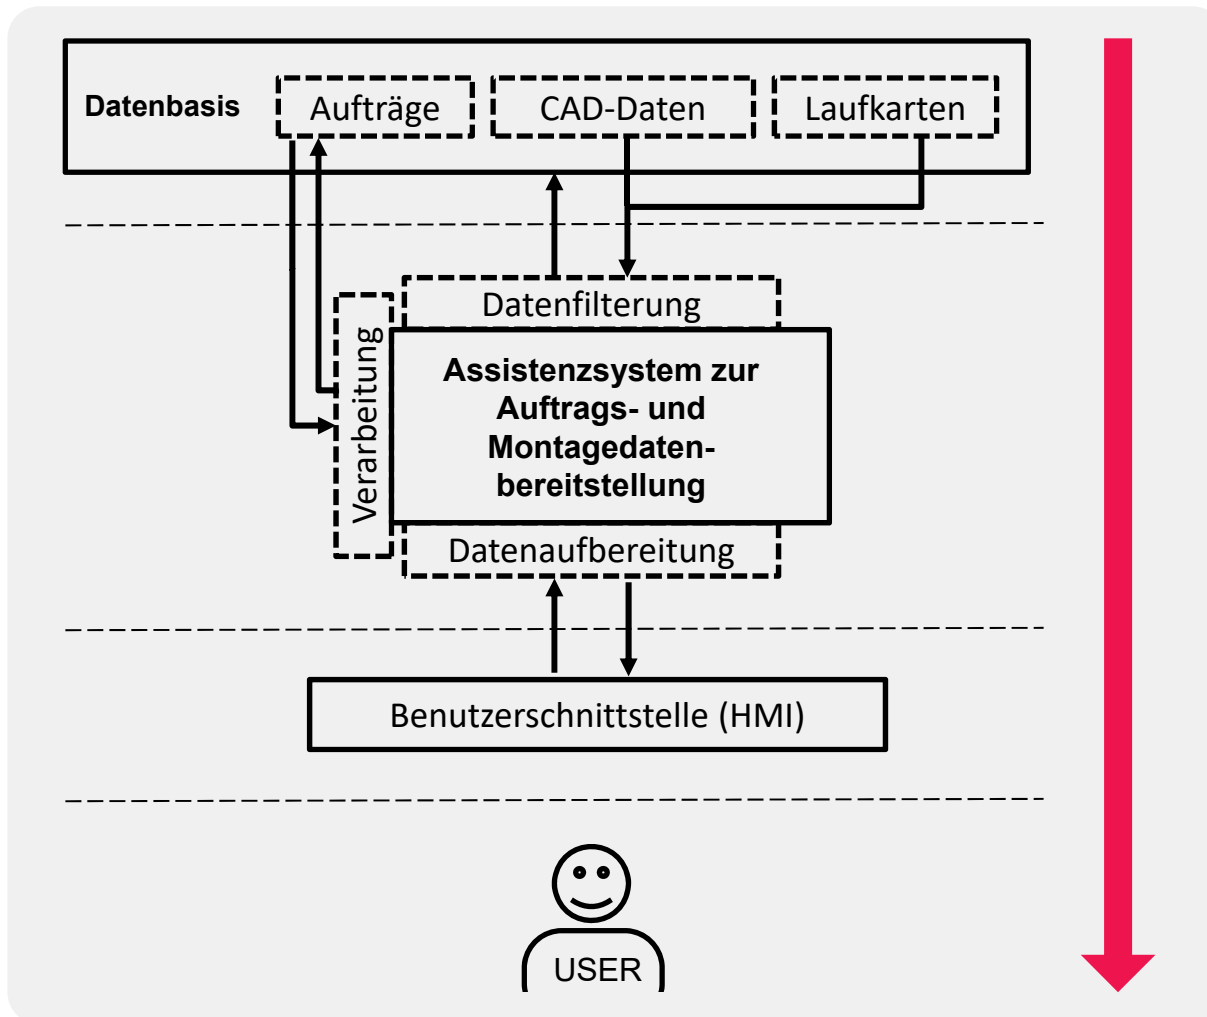 Datenbasis
Aufträge
CAD-Daten
Laufkarten
Datenfilterung
Verarbeitung
Assistenzsystem zur
Auftrags- und
Montagedaten-
bereitstellung
Datenaufbereitung
Benutzerschnittstelle (HMI)
USER